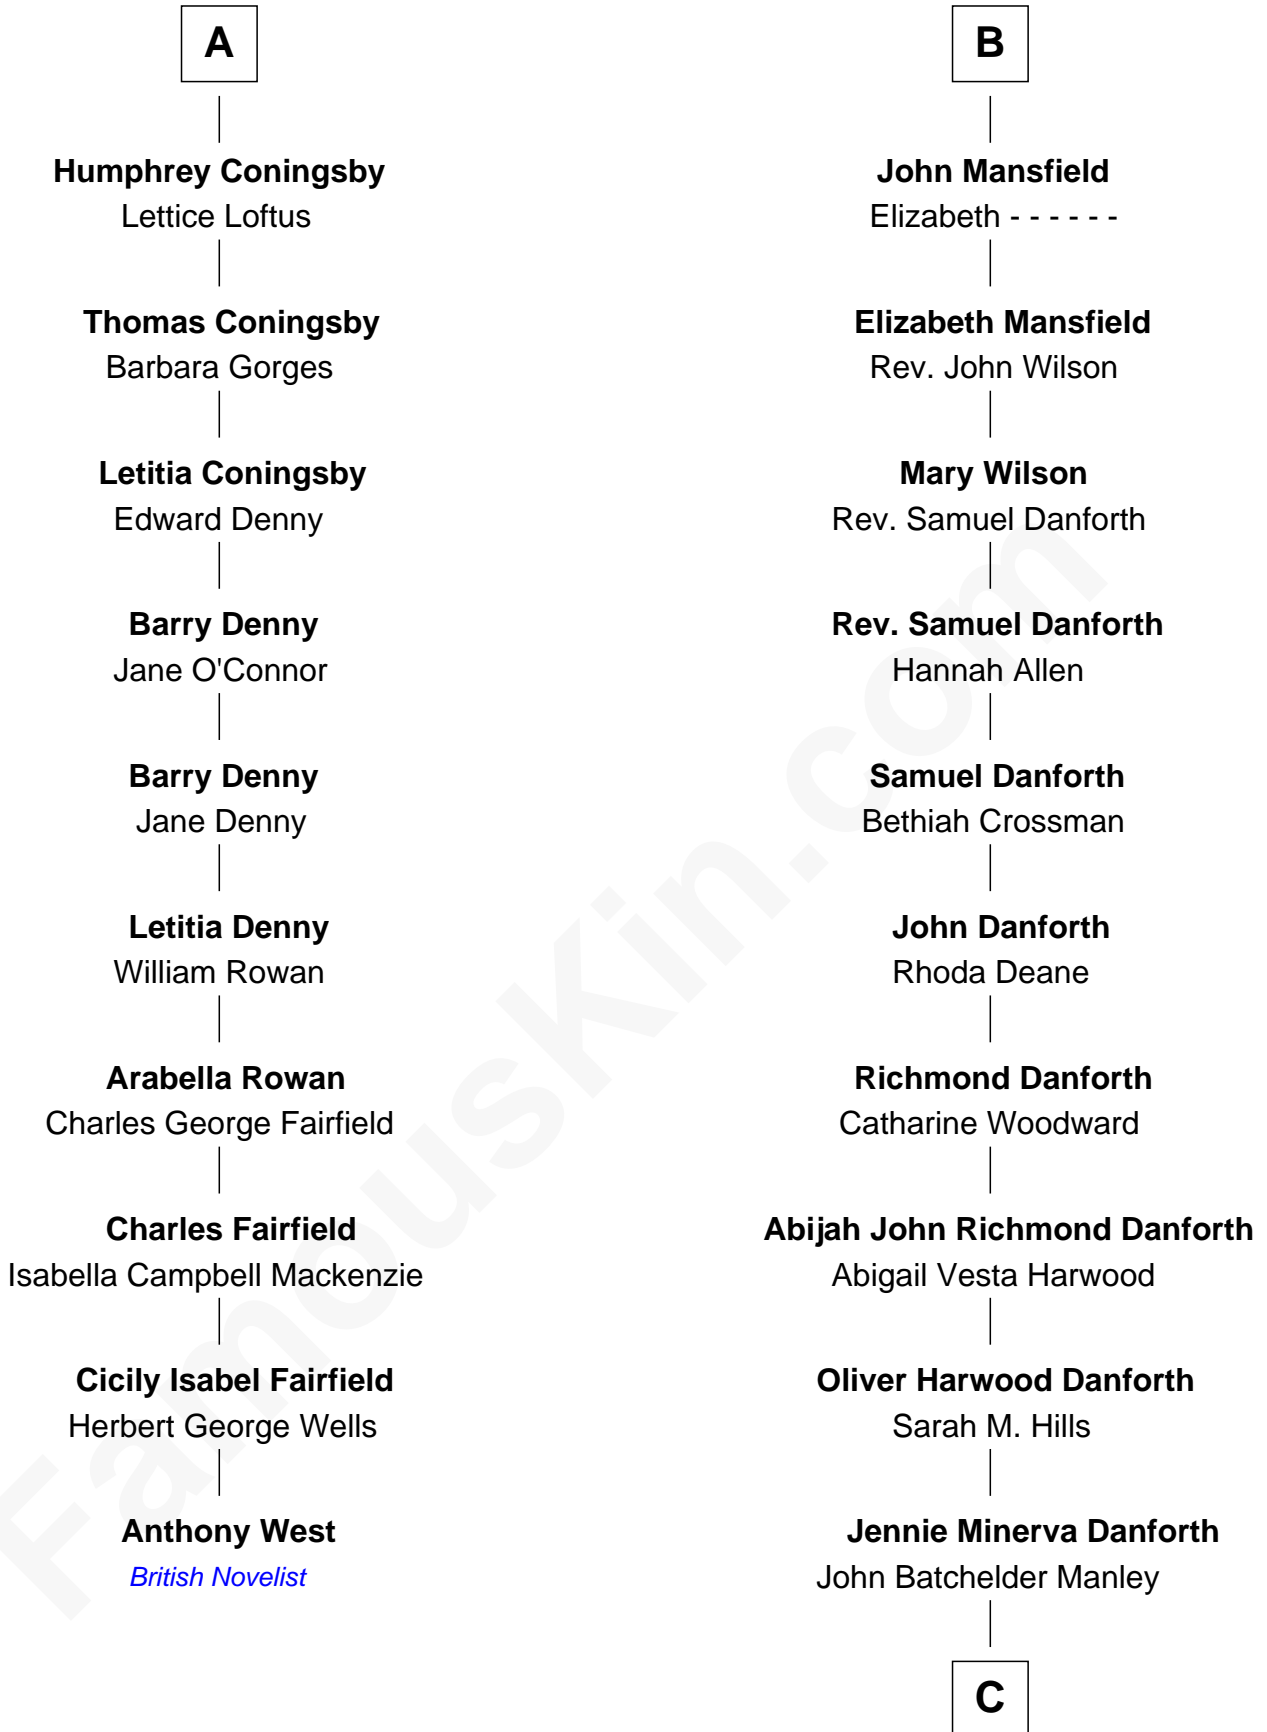 A
Humphrey Coningsby
Lettice Loftus
Thomas Coningsby
Barbara Gorges
Letitia Coningsby
Edward Denny
Barry Denny
Jane O'Connor
Barry Denny
Jane Denny
Letitia Denny
William Rowan
Arabella Rowan
Charles George Fairfield
Charles Fairfield
Isabella Campbell Mackenzie
Cicily Isabel Fairfield
Herbert George Wells
Anthony West
British Novelist
B
John Mansfield
Elizabeth - - - - - -
Elizabeth Mansfield
Rev. John Wilson
Mary Wilson
Rev. Samuel Danforth
Rev. Samuel Danforth
Hannah Allen
Samuel Danforth
Bethiah Crossman
John Danforth
Rhoda Deane
Richmond Danforth
Catharine Woodward
Abijah John Richmond Danforth
Abigail Vesta Harwood
Oliver Harwood Danforth
Sarah M. Hills
Jennie Minerva Danforth
John Batchelder Manley
C
FamousKin.com